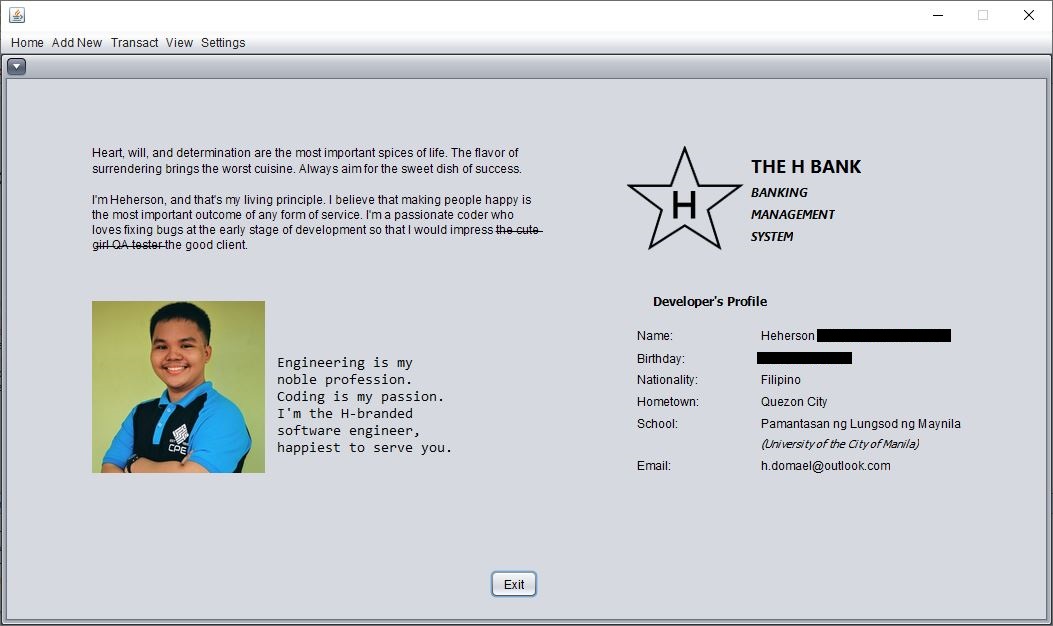 Home Add New Transact View Settings
Heart, will, and determination are the most important spices of life. The flavor of
surrendering brings the worst cuisine. Always aim for the sweet dish of success.
I'm Heherson, and that's my living principle. I believe that making people happy is
the most important outcome of any form of service. I'm a passionate coder who
loves fixing bugs at the early stage of development so that I would impress the cute
girl QA tester the good client.
H
THE H BANK
BANKING
MANAGEMENT
SYSTEM
CPE
Engineering is my
noble profession.
Coding is my passion.
I'm the H-branded
software engineer,
happiest to serve you.
Developer's Profile
Name: Heherson
Birthday:
Nationality: Filipino
Hometown: Quezon City
School: Pamantasan ng Lungsod ng Maynila
(University of the City of Manila)
Email: h.domael@outlook.com
Exit